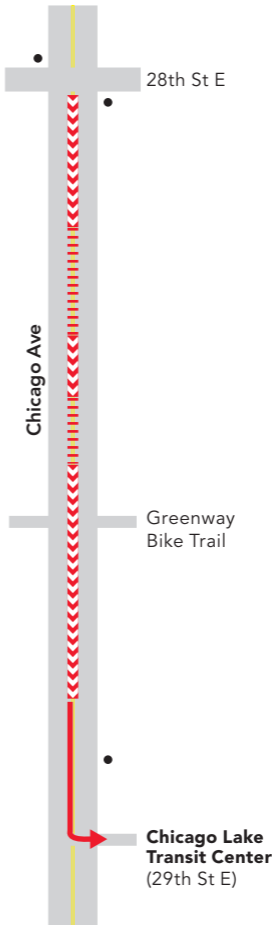 28th St E
Chicago Ave
Greenway
Bike Trail
Chicago Lake
Transit Center
(29th St E)